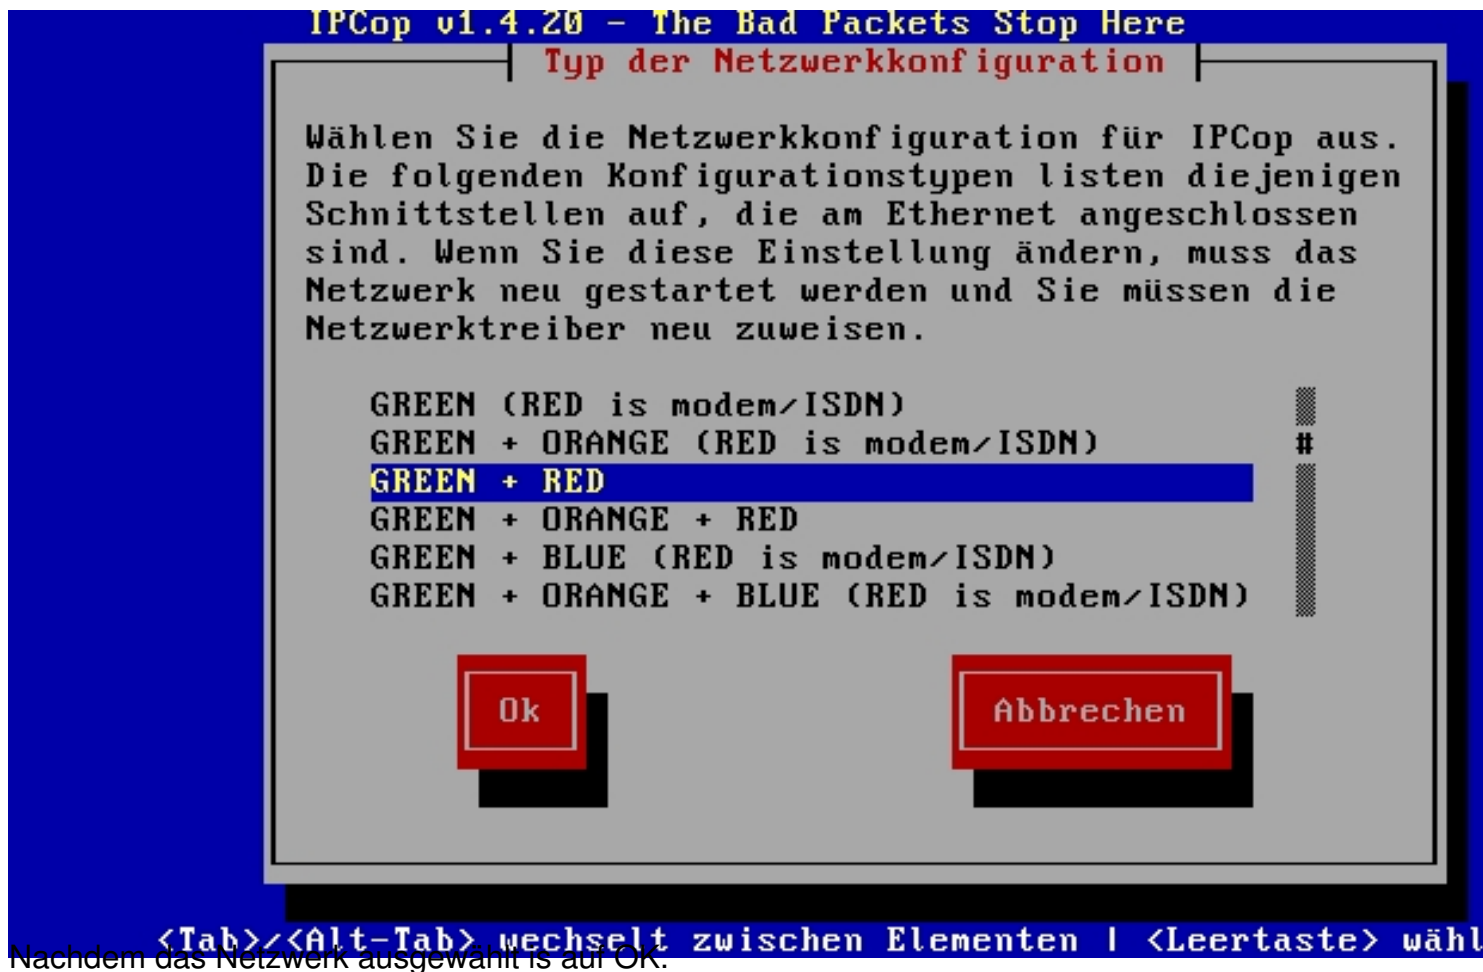 IPCop v1.4.20 - The Bad Packets Stop Here
Typ der Netzwerkkonfiguration
Wählen Sie die Netzwerkkonfiguration für IPCop aus.
Die folgenden Konfigurationstypen listen diejenigen
Schnittstellen auf, die am Ethernet angeschlossen
sind. Wenn Sie diese Einstellung ändern, muss das
Netzwerk neu gestartet werden und Sie müssen die
Netzwerktreiber neu zuweisen.
GREEN (RED is modem/ISDN)
GREEN + ORANGE (RED is modem/ISDN) #
GREEN + RED
GREEN + ORANGE + RED
GREEN + BLUE (RED is modem/ISDN)
GREEN + ORANGE + BLUE (RED is modem/ISDN)
Ok Abbrechen
<Tab>/<Alt-Tab> wechselt zwischen Elementen | <Leertaste> wähl
Nachdem das Netzwerk ausgewählt is auf OK.